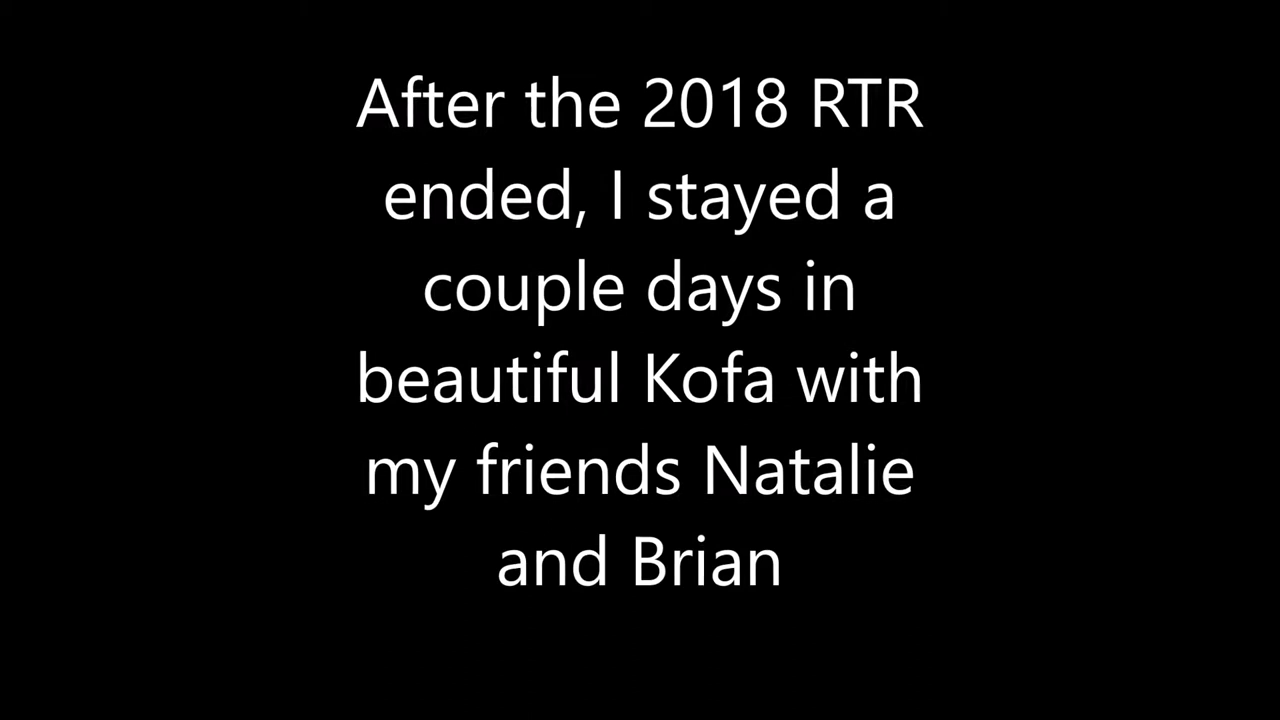 After the 2018 RTR
ended, I stayed a
couple days in
beautiful Kofa with
my friends Natalie
and Brian